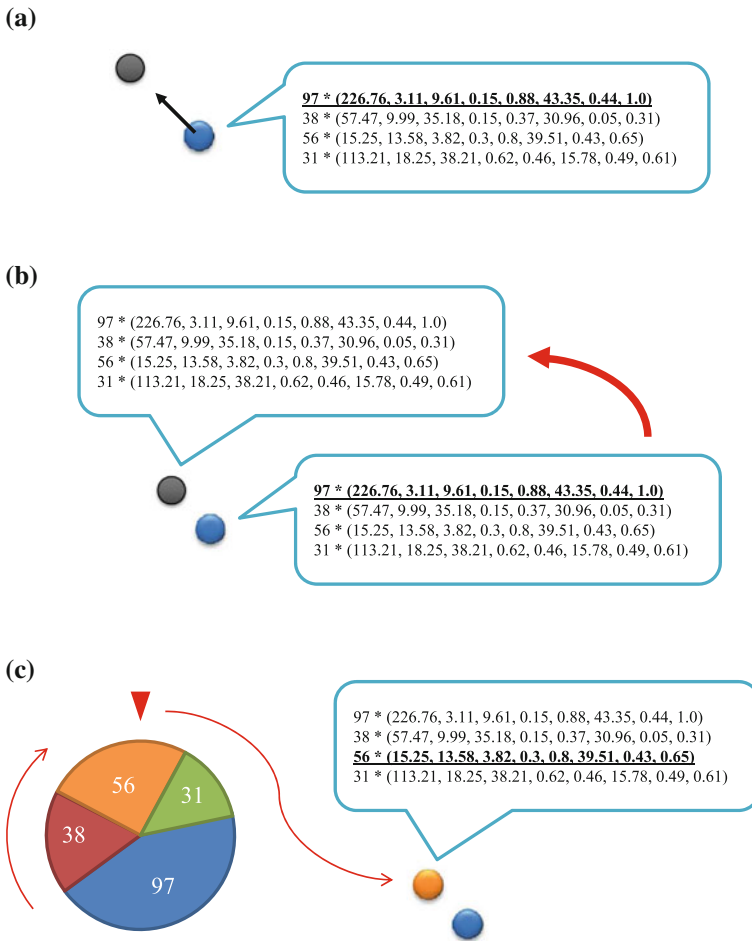 (a)
97 * (226.76, 3.11, 9.61, 0.15, 0.88, 43.35, 0.44, 1.0)
38 * (57.47, 9.99, 35.18, 0.15, 0.37, 30.96, 0.05, 0.31)
56 * (15.25, 13.58, 3.82, 0.3, 0.8, 39.51, 0.43, 0.65)
31 * (113.21, 18.25, 38.21, 0.62, 0.46, 15.78, 0.49, 0.61)
(b)
97 * (226.76, 3.11, 9.61, 0.15, 0.88, 43.35, 0.44, 1.0)
38 * (57.47, 9.99, 35.18, 0.15, 0.37, 30.96, 0.05, 0.31)
56 * (15.25, 13.58, 3.82, 0.3, 0.8, 39.51, 0.43, 0.65)
31 * (113.21, 18.25, 38.21, 0.62, 0.46, 15.78, 0.49, 0.61)
97 * (226.76, 3.11, 9.61, 0.15, 0.88, 43.35, 0.44, 1.0)
38 * (57.47, 9.99, 35.18, 0.15, 0.37, 30.96, 0.05, 0.31)
56 * (15.25, 13.58, 3.82, 0.3, 0.8, 39.51, 0.43, 0.65)
31 * (113.21, 18.25, 38.21, 0.62, 0.46, 15.78, 0.49, 0.61)
(c)
56
31
38
97
97 * (226.76, 3.11, 9.61, 0.15, 0.88, 43.35, 0.44, 1.0)
38 * (57.47, 9.99, 35.18, 0.15, 0.37, 30.96, 0.05, 0.31)
56 * (15.25, 13.58, 3.82, 0.3, 0.8, 39.51, 0.43, 0.65)
31 * (113.21, 18.25, 38.21, 0.62, 0.46, 15.78, 0.49, 0.61)